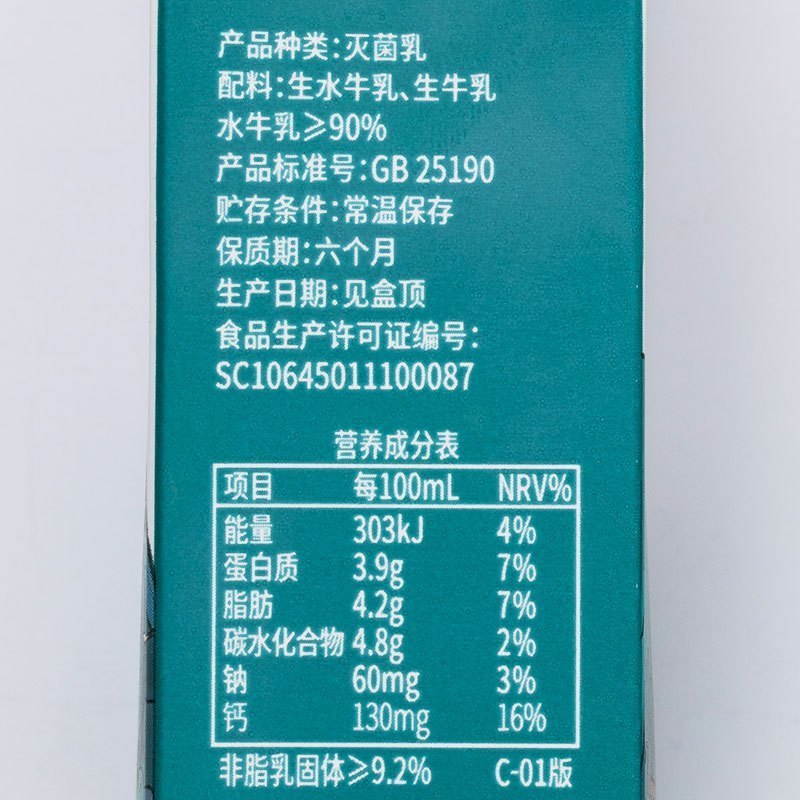 产品种类:灭菌乳
配料:生水牛乳、生牛乳
水牛乳≥90%
产品标准号:GB 25190
贮存条件:常温保存
保质期:六个月
生产日期:见盒顶
食品生产许可证编号:
SC10645011100087
营养成分表
项目 每100mL NRV%
能量 303kJ 4%
蛋白质 3.9g 7%
脂肪 4.2g 7%
碳水化合物 4.8g 2%
钠 60mg 3%
钙 130mg 16%
非脂乳固体≥9.2% C-01版